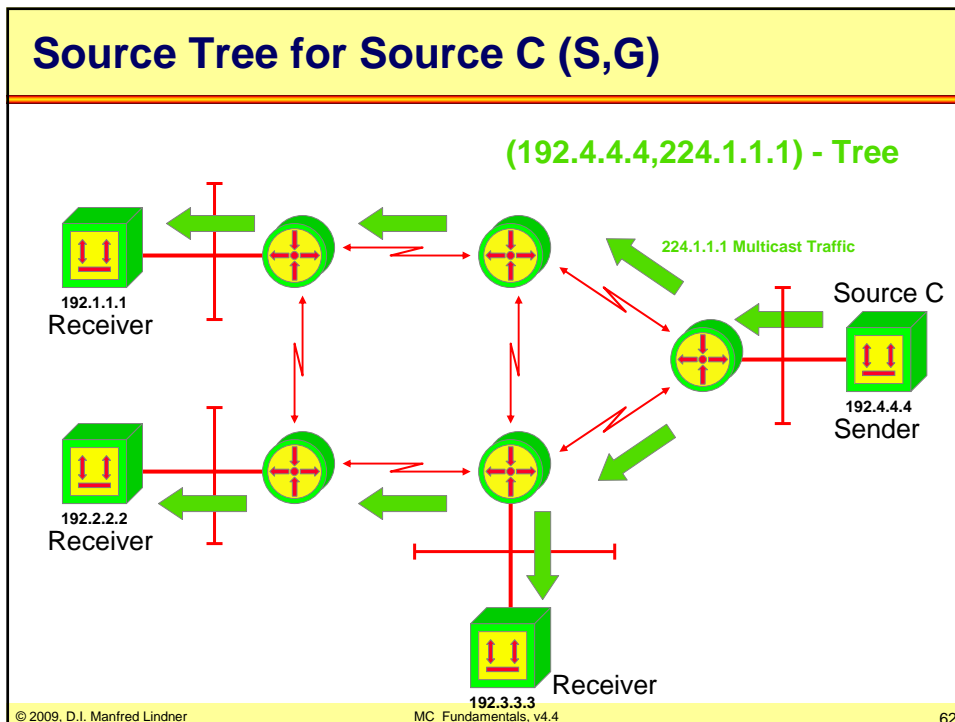 Source Tree for Source C (S,G)
(192.4.4.4,224.1.1.1) - Tree
224.1.1.1 Multicast Traffic
192.1.1.1
Receiver
Source C
192.4.4.4
Sender
192.2.2.2
Receiver
Receiver
192.3.3.3
© 2009, D.I. Manfred Lindner
MC_Fundamentals, v4.4
62